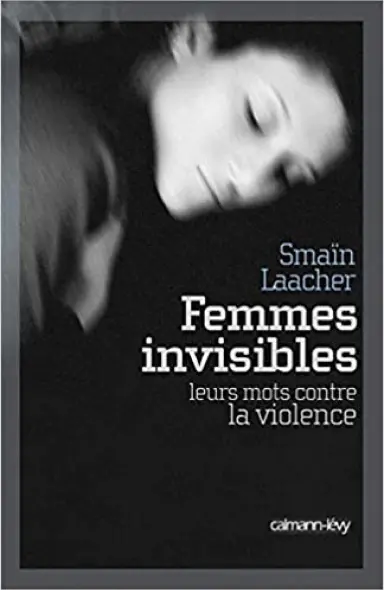 Smaïn
Laacher
Femmes
invisibles
leurs mots contre
la violence
calmann-lévy